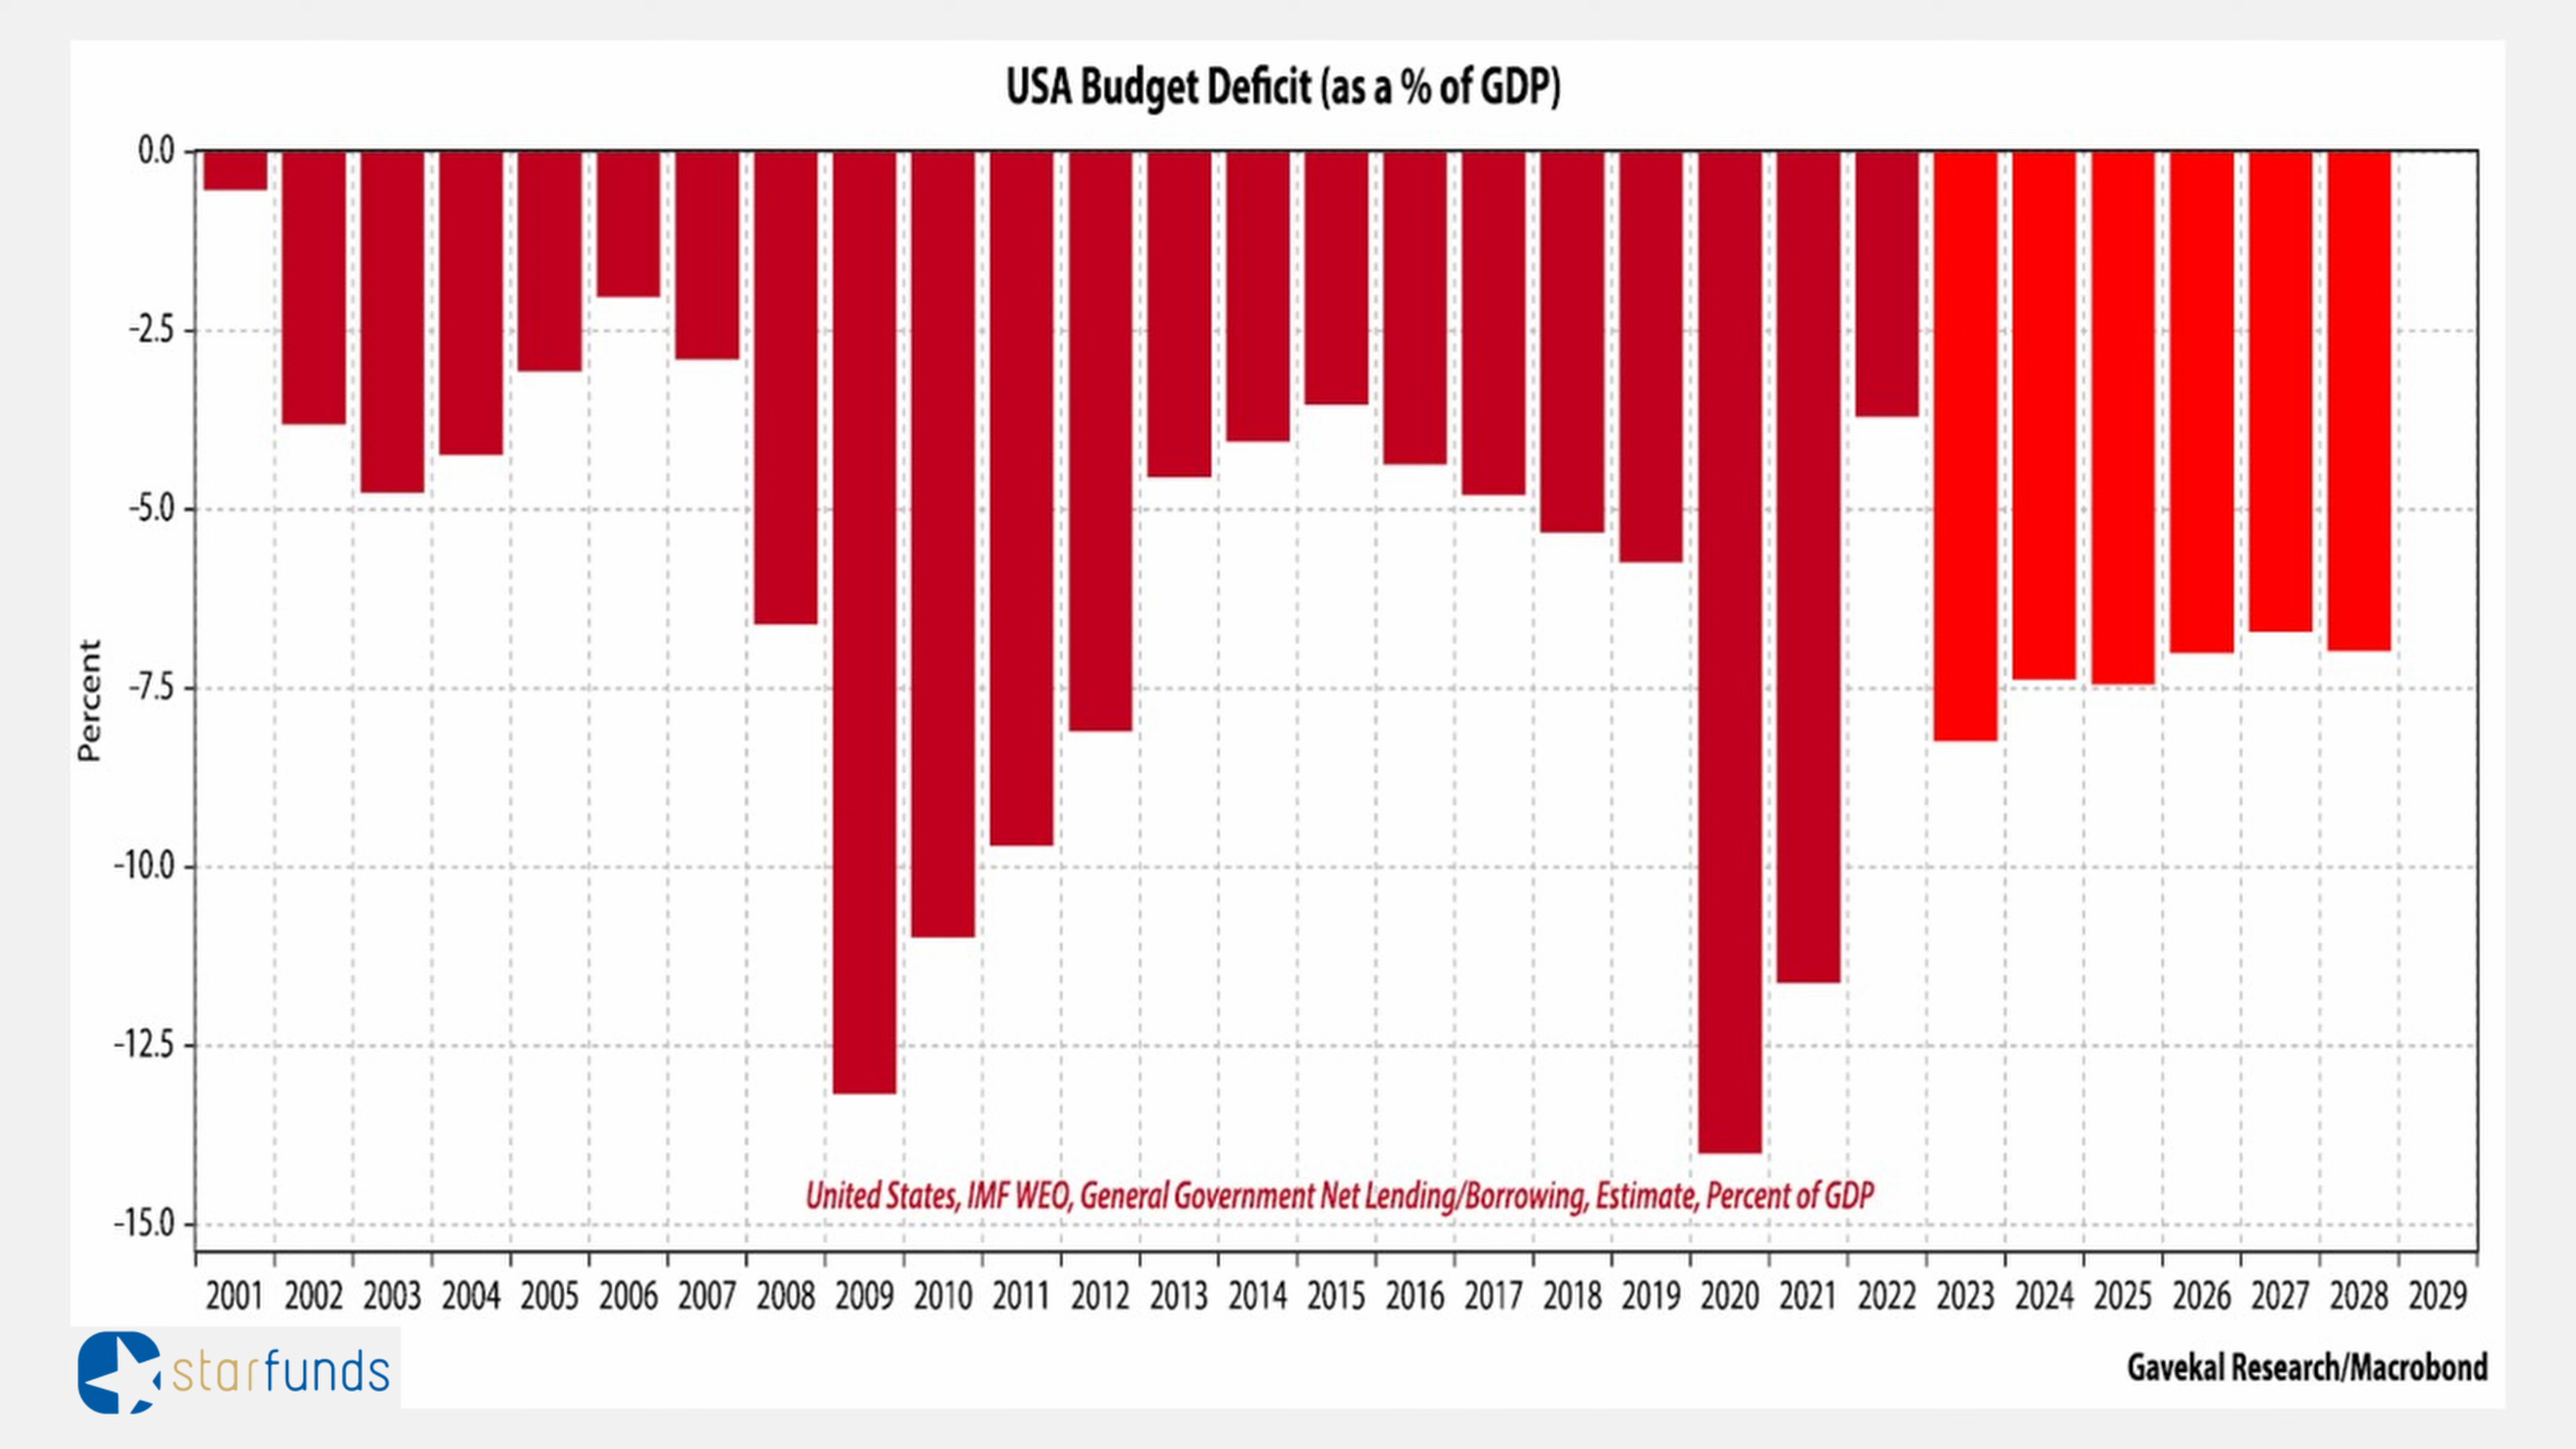 USA Budget Deficit (as a % of GDP)
0.0
-2.5
-5.0
-7.5
-10.0
-12.5
-15.0
Percent
United States, IMF WEO, General Government Net Lending/Borrowing, Estimate, Percent of GDP
2001 2002 2003 2004 2005 2006 2007 2008 2009 2010 2011 2012 2013 2014 2015 2016 2017 2018 2019 2020 2021 2022 2023 2024 2025 2026 2027 2028 2029
starfunds
Gavekal Research/Macrobond